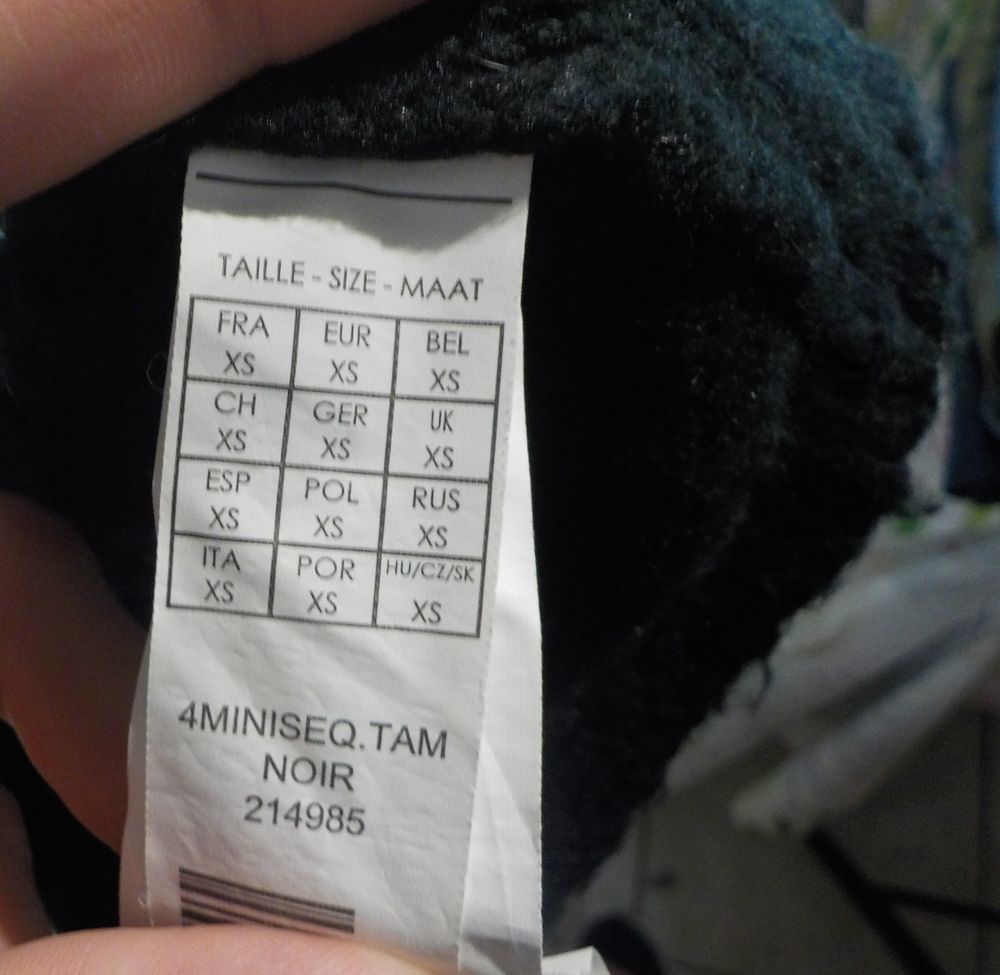 TAILLE - SIZE - MAAT
FRA EUR BEL
XS XS XS
CH GER UK
XS XS XS
ESP POL RUS
XS XS XS
ITA POR HU/CZ/SK
XS XS XS
4MINISEQ.TAM
NOIR
214985